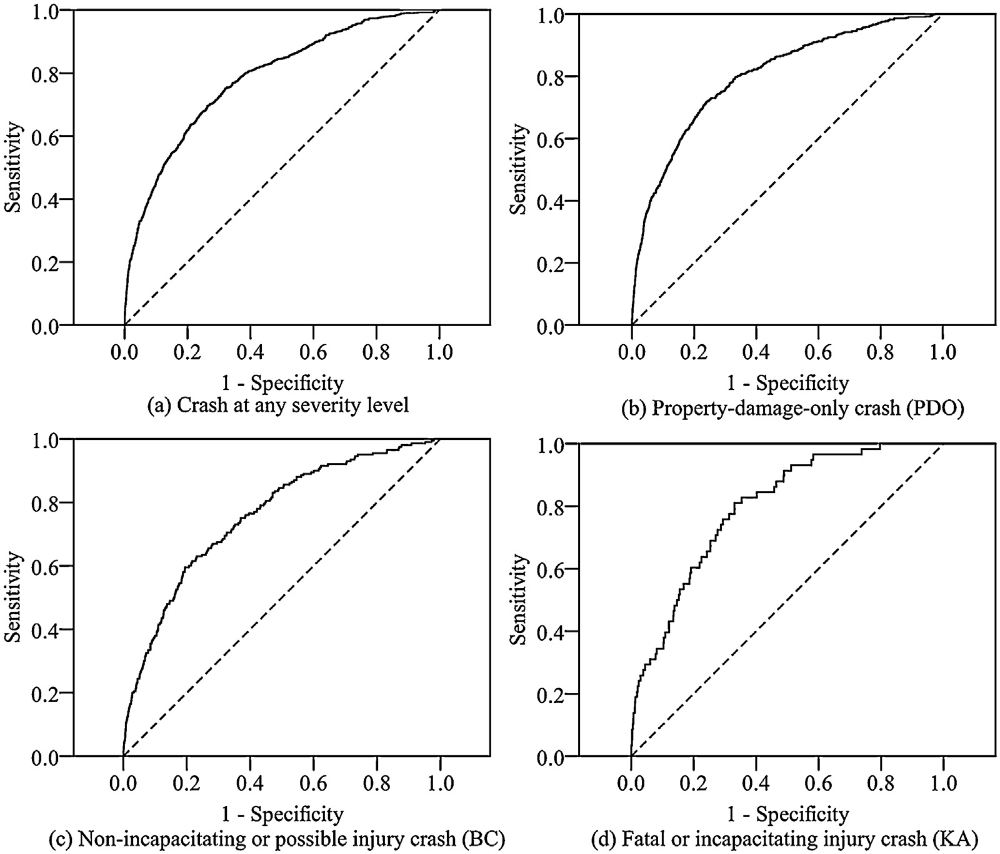 1.0
0.8
0.6
0.4
0.2
0.0
Sensitivity
0.0 0.2 0.4 0.6 0.8 1.0
1 - Specificity
(a) Crash at any severity level
1.0
0.8
0.6
0.4
0.2
0.0
Sensitivity
0.0 0.2 0.4 0.6 0.8 1.0
1 - Specificity
(b) Property-damage-only crash (PDO)
1.0
0.8
0.6
0.4
0.2
0.0
Sensitivity
0.0 0.2 0.4 0.6 0.8 1.0
1 - Specificity
(c) Non-incapacitating or possible injury crash (BC)
1.0
0.8
0.6
0.4
0.2
0.0
Sensitivity
0.0 0.2 0.4 0.6 0.8 1.0
1 - Specificity
(d) Fatal or incapacitating injury crash (KA)